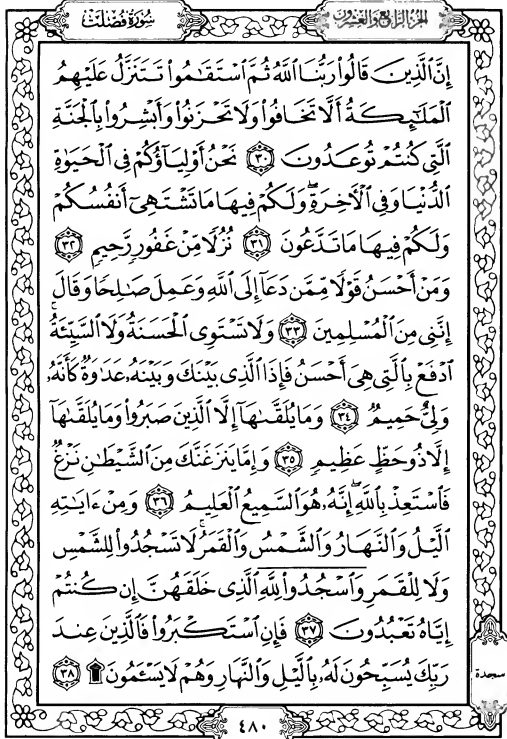 الجزء الرابع والعشرون
سورة فصلت
إِنَّ ٱلَّذِينَ قَالُوا۟ رَبُّنَا ٱللَّهُ ثُمَّ ٱسْتَقَٰمُوا۟ تَتَنَزَّلُ عَلَيْهِمُ
ٱلْمَلَٰٓئِكَةُ أَلَّا تَخَافُوا۟ وَلَا تَحْزَنُوا۟ وَأَبْشِرُوا۟ بِٱلْجَنَّةِ
ٱلَّتِى كُنتُمْ تُوعَدُونَ ٣٠ نَحْنُ أَوْلِيَآؤُكُمْ فِى ٱلْحَيَوٰةِ
ٱلدُّنْيَا وَفِى ٱلْءَاخِرَةِ ۖ وَلَكُمْ فِيهَا مَا تَشْتَهِىٓ أَنفُسُكُمْ
وَلَكُمْ فِيهَا مَا تَدَّعُونَ ٣١ نُزُلًا مِّنْ غَفُورٍ رَّحِيمٍ ٣٢
وَمَنْ أَحْسَنُ قَوْلًا مِّمَّن دَعَآ إِلَى ٱللَّهِ وَعَمِلَ صَٰلِحًا وَقَالَ
إِنَّنِى مِنَ ٱلْمُسْلِمِينَ ٣٣ وَلَا تَسْتَوِى ٱلْحَسَنَةُ وَلَا ٱلسَّيِّئَةُ ۚ
ٱدْفَعْ بِٱلَّتِى هِىَ أَحْسَنُ فَإِذَا ٱلَّذِى بَيْنَكَ وَبَيْنَهُۥ عَدَٰوَةٌ كَأَنَّهُۥ
وَلِىٌّ حَمِيمٌ ٣٤ وَمَا يُلَقَّىٰهَآ إِلَّا ٱلَّذِينَ صَبَرُوا۟ وَمَا يُلَقَّىٰهَآ
إِلَّا ذُو حَظٍّ عَظِيمٍ ٣٥ وَإِمَّا يَنزَغَنَّكَ مِنَ ٱلشَّيْطَٰنِ نَزْغٌ
فَٱسْتَعِذْ بِٱللَّهِ ۖ إِنَّهُۥ هُوَ ٱلسَّمِيعُ ٱلْعَلِيمُ ٣٦ وَمِنْ ءَايَٰتِهِ
ٱلَّيْلُ وَٱلنَّهَارُ وَٱلشَّمْسُ وَٱلْقَمَرُ ۚ لَا تَسْجُدُوا۟ لِلشَّمْسِ
وَلَا لِلْقَمَرِ وَٱسْجُدُوا۟ لِلَّهِ ٱلَّذِى خَلَقَهُنَّ إِن كُنتُمْ
إِيَّاهُ تَعْبُدُونَ ٣٧ فَإِنِ ٱسْتَكْبَرُوا۟ فَٱلَّذِينَ عِندَ
رَبِّكَ يُسَبِّحُونَ لَهُۥ بِٱلَّيْلِ وَٱلنَّهَارِ وَهُمْ لَا يَسْـَٔمُونَ ۩ ٣٨
سجدة
٤٨٠